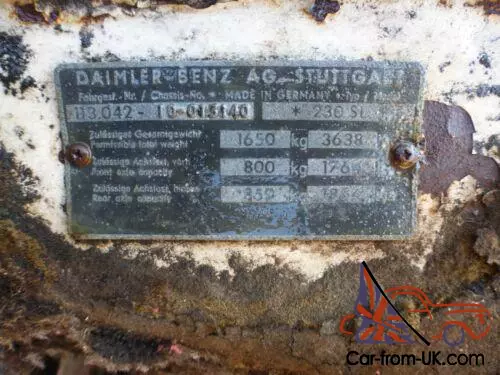 DAIMLER-BENZ AG. STUTTGART
Fahrgest.-Nr. / Chassis-No. * MADE IN GERMANY *
113.042-10-015140 * 230 SL
Zulässiges Gesamtgewicht
Permissible total weight
1650 kg 3638
Zulässige Achslast, vorn
Front axle capacity
800 kg 176
Zulässige Achslast, hinten
Rear axle capacity
Car-from-UK.com